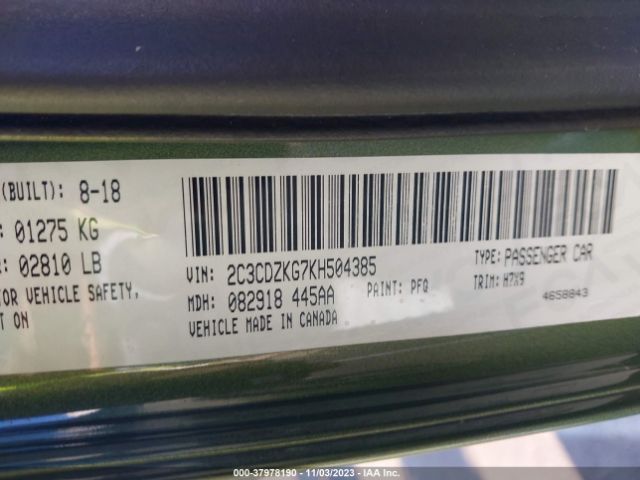 (BUILT): 8-18
01275 KG
02810 LB
OR VEHICLE SAFETY,
T ON
VIN: 2C3CDZKG7KH504385
MDH: 082918 445AA
VEHICLE MADE IN CANADA
PAINT: PFQ
TYPE: PASSENGER CAR
TRIM: H7X9
4658843
00-37978190 - 11/03/2023 - IAA Inc.